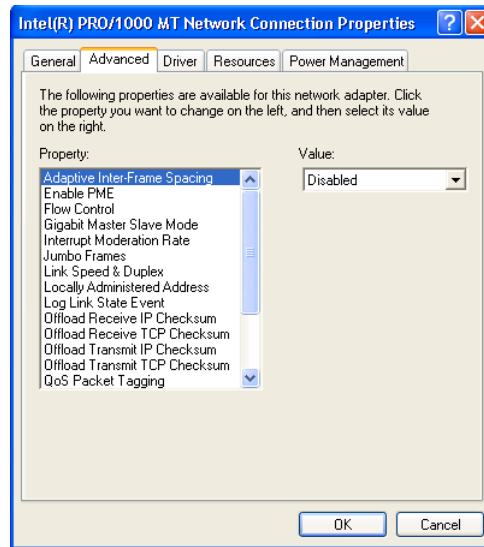 Intel(R) PRO/1000 MT Network Connection Properties
General Advanced Driver Resources Power Management
The following properties are available for this network adapter. Click
the property you want to change on the left, and then select its value
on the right.
Property:
Value:
Adaptive Inter-Frame Spacing
Disabled
Enable PME
Flow Control
Gigabit Master Slave Mode
Interrupt Moderation Rate
Jumbo Frames
Link Speed & Duplex
Locally Administered Address
Log Link State Event
Offload Receive IP Checksum
Offload Receive TCP Checksum
Offload Transmit IP Checksum
Offload Transmit TCP Checksum
QoS Packet Tagging
OK Cancel